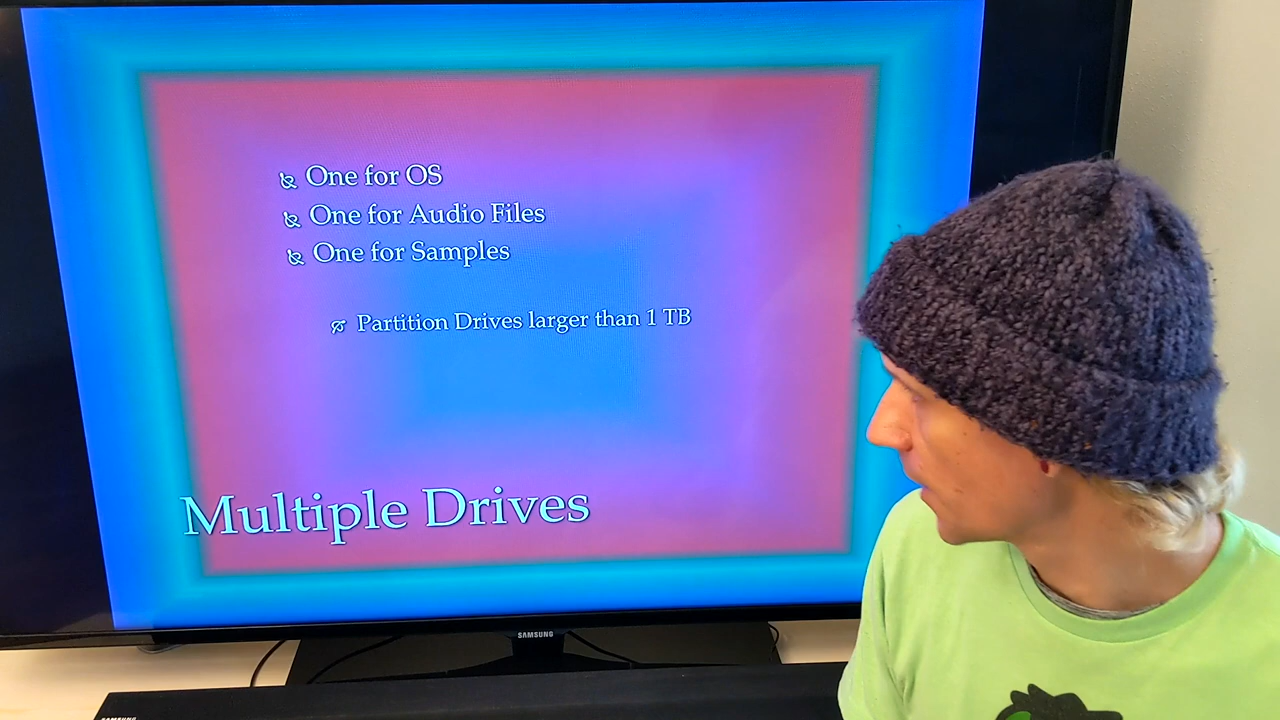 One for OS
One for Audio Files
One for Samples
Partition Drives larger than 1 TB
Multiple Drives
SAMSUNG
SAMSUNG